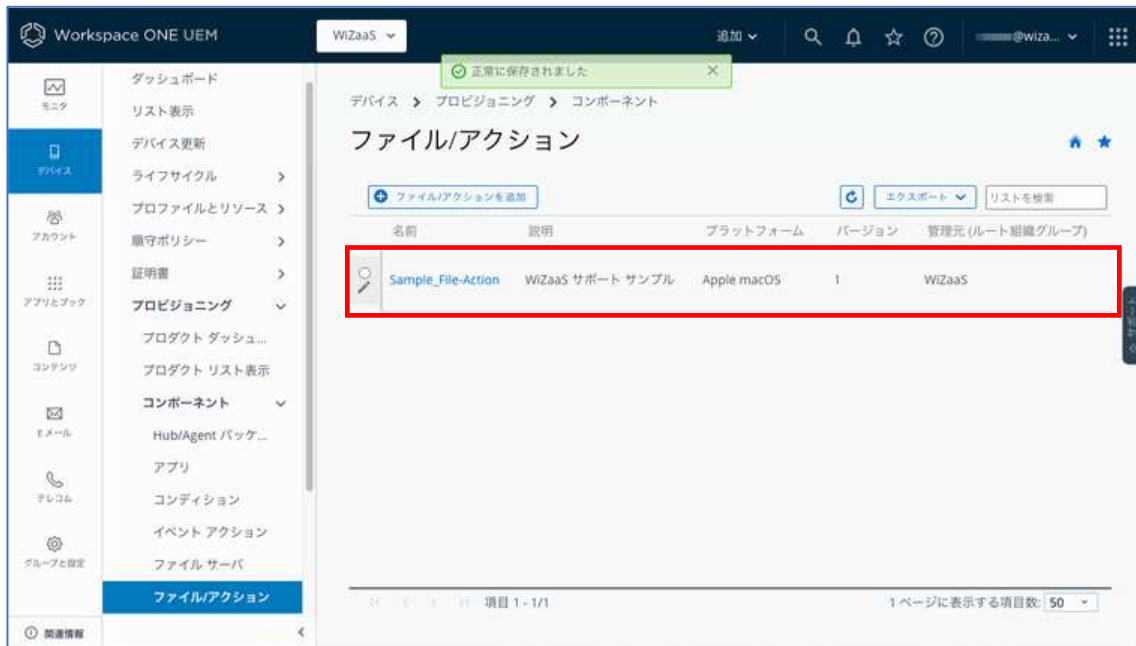 Workspace ONE UEM
WiZaaS
追加
@wiza...
正常に保存されました
モニタ
デバイス
アカウント
アプリとブック
コンテンツ
Eメール
テレコム
グループと設定
関連情報
ダッシュボード
リスト表示
デバイス更新
ライフサイクル
プロファイルとリソース
順守ポリシー
証明書
プロビジョニング
プロダクト ダッシュ...
プロダクト リスト表示
コンポーネント
Hub/Agent パッケ...
アプリ
コンディション
イベント アクション
ファイル サーバ
ファイル/アクション
デバイス > プロビジョニング > コンポーネント
ファイル/アクション
ファイル/アクションを追加
エクスポート
リストを検索
名前 説明 プラットフォーム バージョン 管理元 (ルート組織グループ)
Sample_File-Action WiZaaS サポート サンプル Apple macOS 1 WiZaaS
項目 1 - 1/1
1 ページに表示する項目数: 50